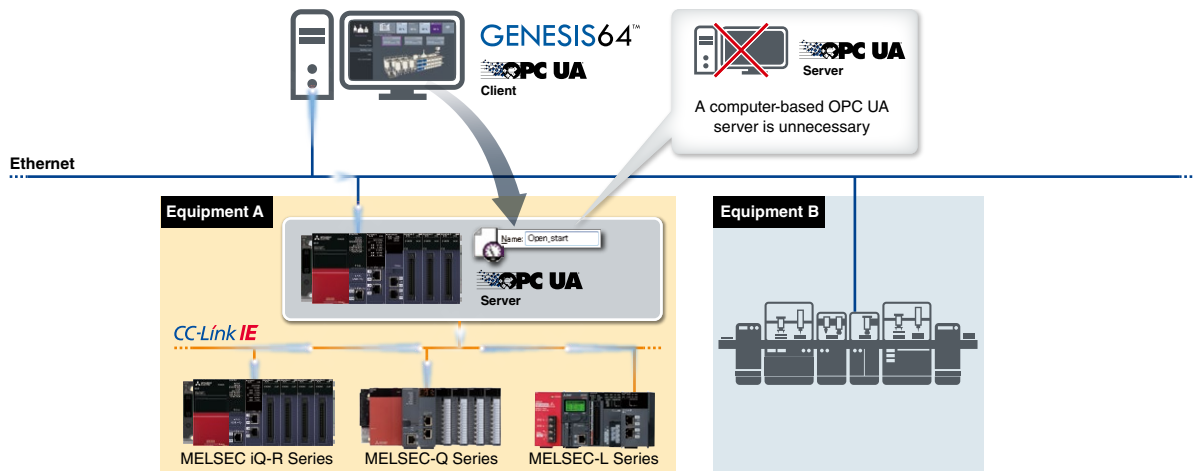 GENESIS64™
OPC UA
Client
OPC UA
Server
A computer-based OPC UA
server is unnecessary
Ethernet
Equipment A
Equipment B
Name: Open_start
OPC UA
Server
CC-Link IE
MELSEC iQ-R Series
MELSEC-Q Series
MELSEC-L Series